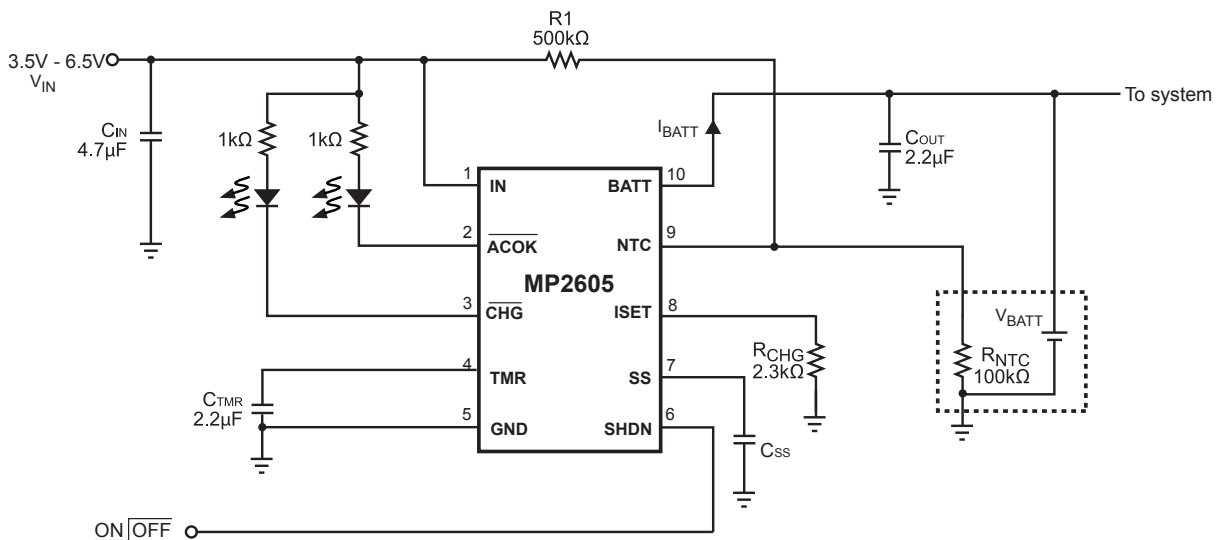 R1
500kΩ
3.5V - 6.5V
VIN
To system
CIN
4.7µF
1kΩ
1kΩ
IBATT
COUT
2.2µF
1
IN
BATT
10
2
ACOK
NTC
9
MP2605
3
CHG
ISET
8
VBATT
RCHG
2.3kΩ
RNTC
100kΩ
4
TMR
SS
7
CTMR
2.2µF
5
GND
SHDN
6
CSS
ON OFF